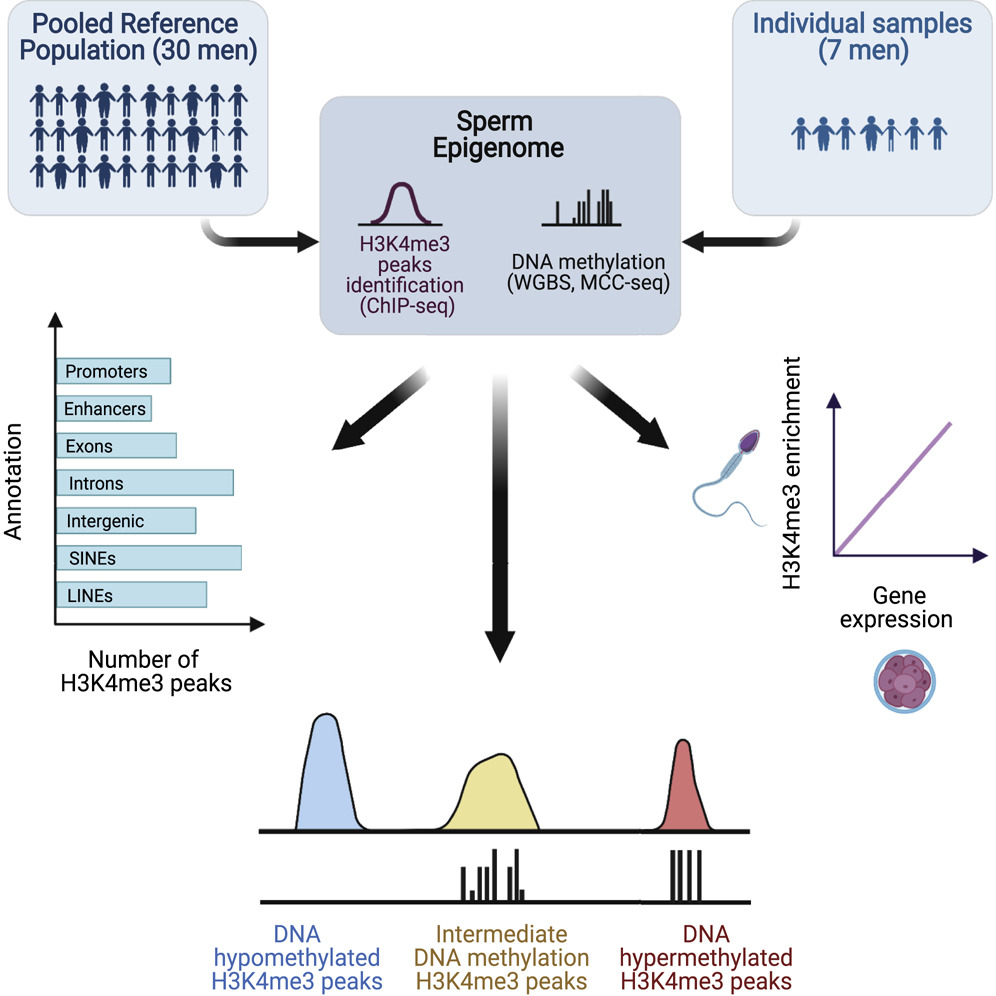 Pooled Reference
Population (30 men)
Individual samples
(7 men)
Sperm
Epigenome
H3K4me3
peaks
identification
(ChIP-seq)
DNA methylation
(WGBS, MCC-seq)
Annotation
Promoters
Enhancers
Exons
Introns
Intergenic
SINEs
LINEs
Number of
H3K4me3 peaks
H3K4me3 enrichment
Gene
expression
DNA
hypomethylated
H3K4me3 peaks
Intermediate
DNA methylation
H3K4me3 peaks
DNA
hypermethylated
H3K4me3 peaks